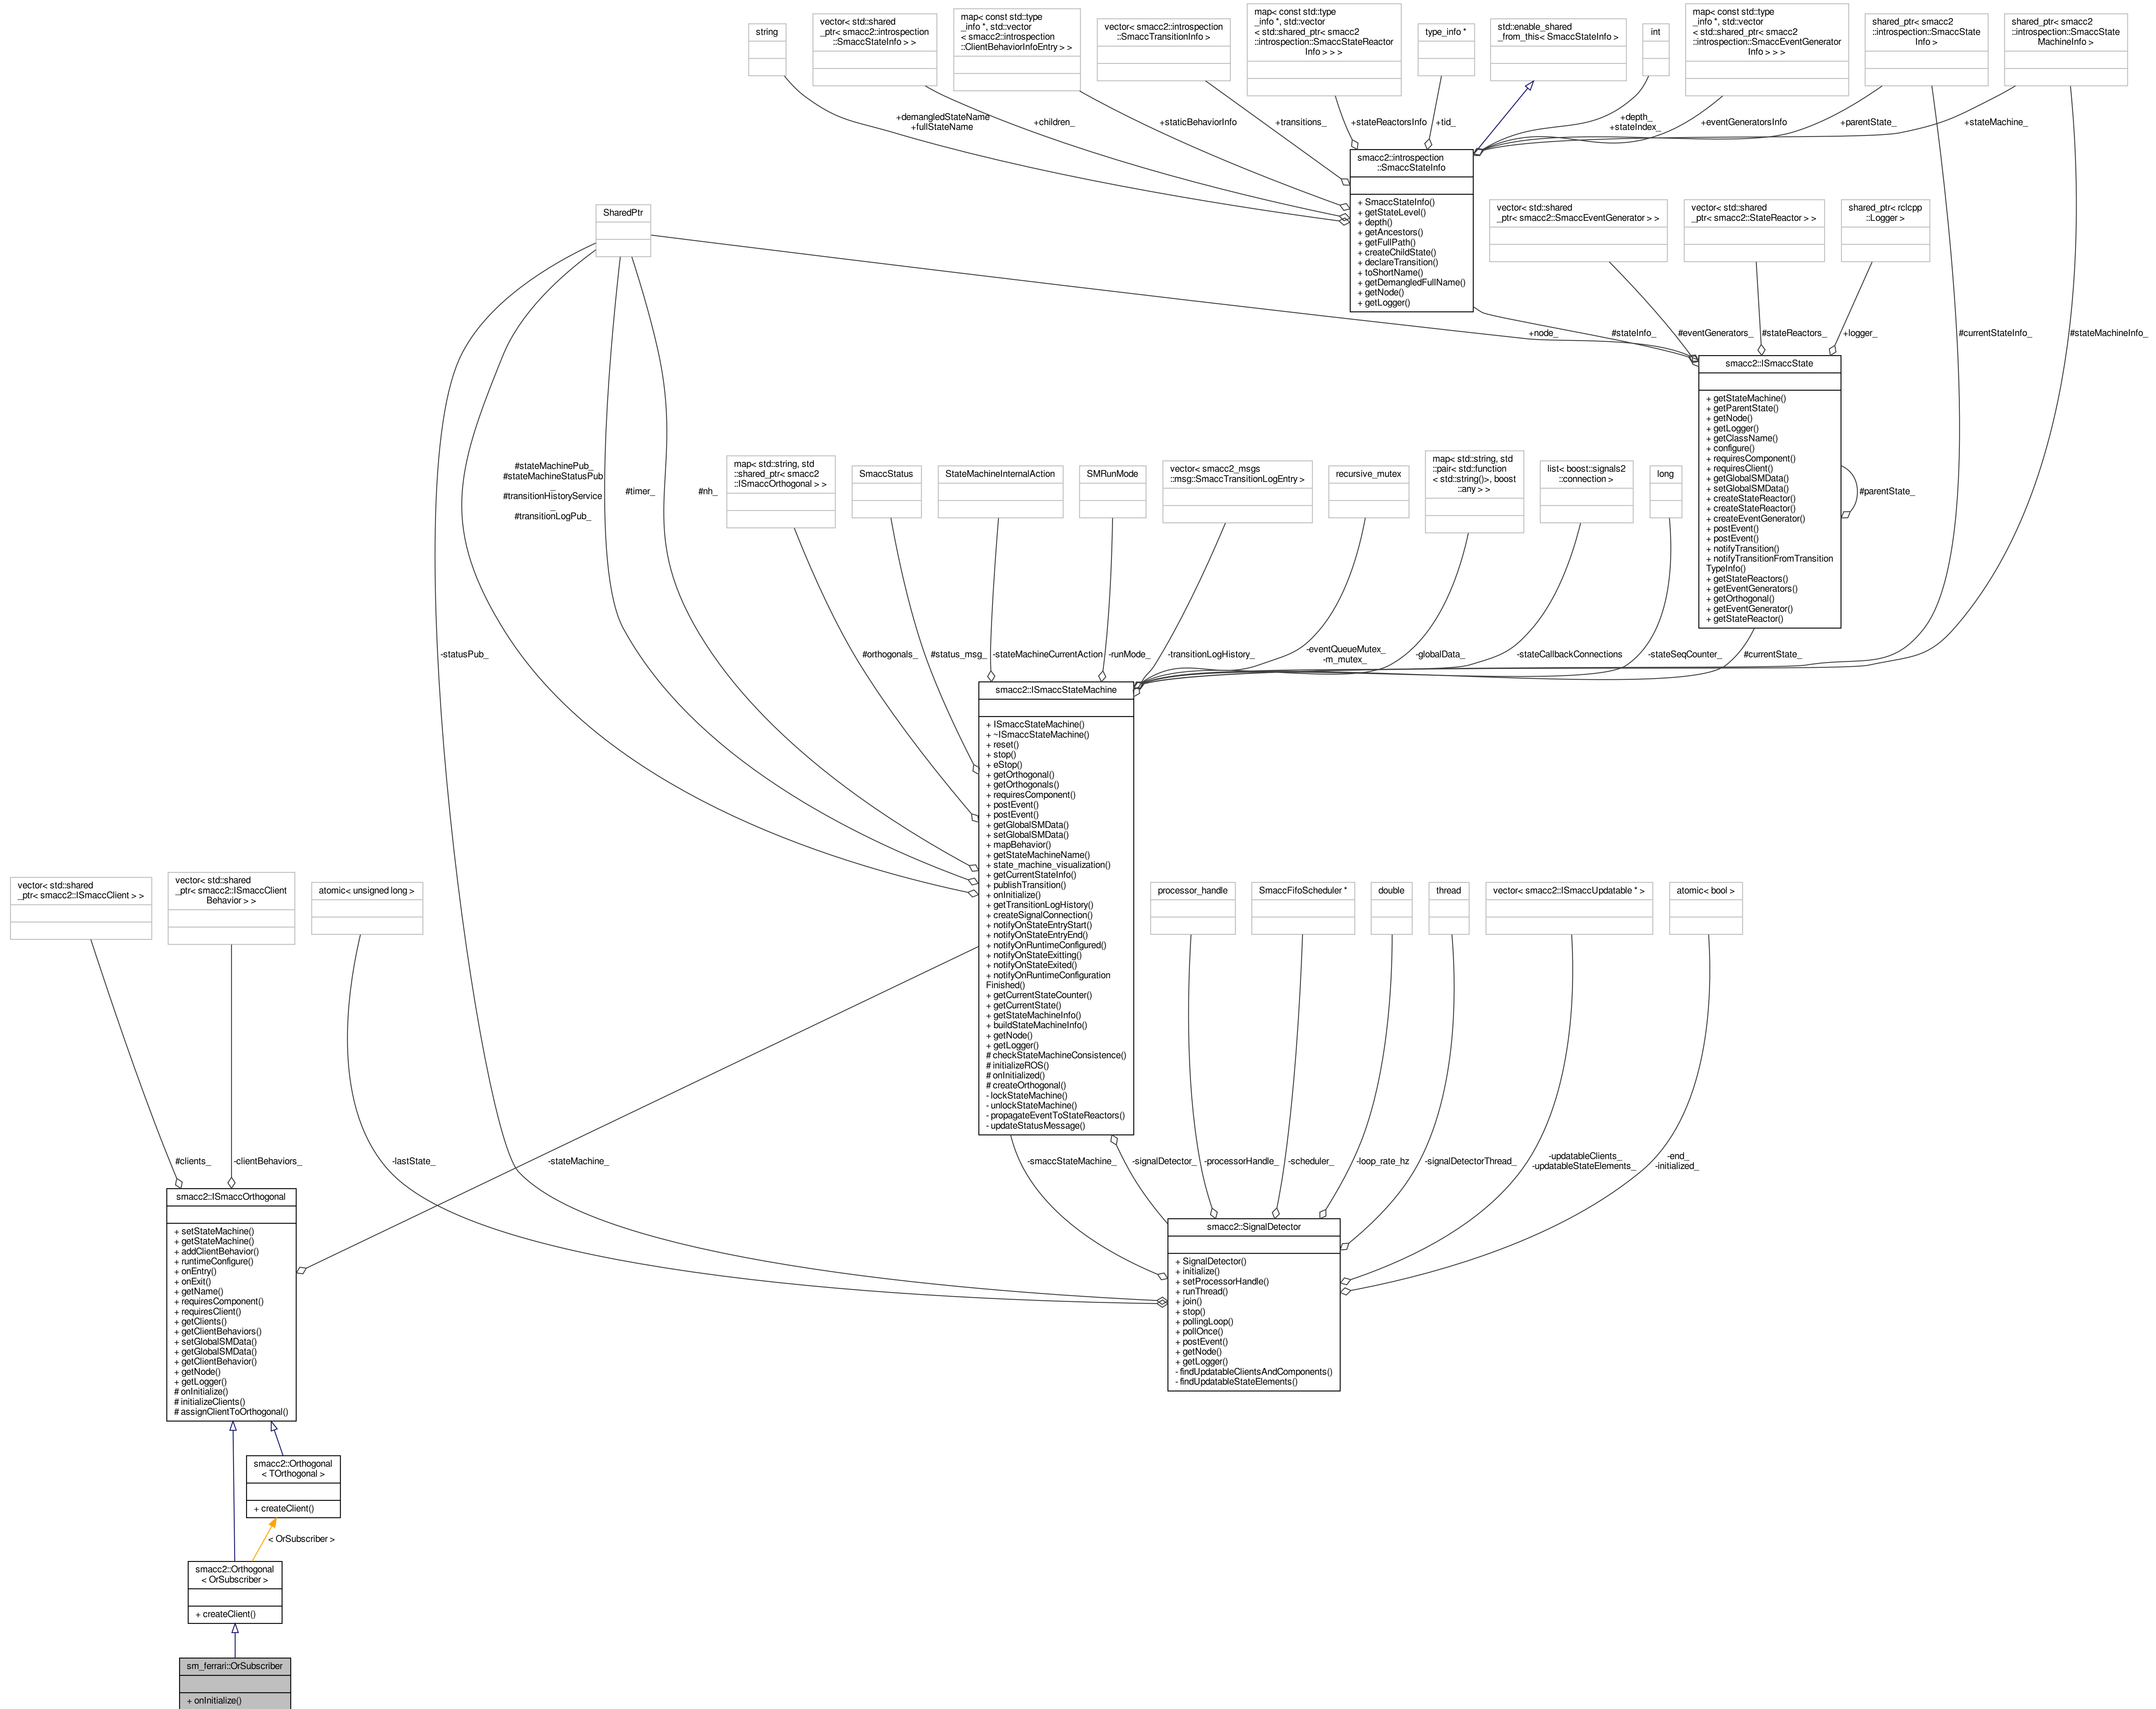 string
vector< std::shared
_ptr< smacc2::introspection
::SmaccStateInfo > >
map< const std::type
_info *, std::vector
< smacc2::introspection
::ClientBehaviorInfoEntry > >
vector< smacc2::introspection
::SmaccTransitionInfo >
map< const std::type
_info *, std::vector
< std::shared_ptr< smacc2
::introspection::SmaccStateReactor
Info > > >
type_info *
std::enable_shared
_from_this< SmaccStateInfo >
int
map< const std::type
_info *, std::vector
< std::shared_ptr< smacc2
::introspection::SmaccEventGenerator
Info > > >
shared_ptr< smacc2
::introspection::SmaccState
Info >
shared_ptr< smacc2
::introspection::SmaccState
MachineInfo >
+demangledStateName
+fullStateName
+children_
+staticBehaviorInfo
+transitions_
+stateReactorsInfo
+tid_
+depth_
+stateIndex_
+eventGeneratorsInfo
+parentState_
+stateMachine_
smacc2::introspection
::SmaccStateInfo
+ SmaccStateInfo()
+ getStateLevel()
+ depth()
+ getAncestors()
+ getFullPath()
+ createChildState()
+ declareTransition()
+ toShortName()
+ getDemangledFullName()
+ getNode()
+ getLogger()
SharedPtr
vector< std::shared
_ptr< smacc2::SmaccEventGenerator > >
vector< std::shared
_ptr< smacc2::StateReactor > >
shared_ptr< rclcpp
::Logger >
+node_
#stateInfo_
#eventGenerators_
#stateReactors_
+logger_
#currentStateInfo_
#stateMachineInfo_
smacc2::ISmaccState
+ getStateMachine()
+ getParentState()
+ getNode()
+ getLogger()
+ getClassName()
+ configure()
+ requiresComponent()
+ requiresClient()
+ getGlobalSMData()
+ setGlobalSMData()
+ createStateReactor()
+ createStateReactor()
+ createEventGenerator()
+ postEvent()
+ postEvent()
+ notifyTransition()
+ notifyTransitionFromTransition
TypeInfo()
+ getStateReactors()
+ getEventGenerators()
+ getOrthogonal()
+ getEventGenerator()
+ getStateReactor()
#parentState_
#stateMachinePub_
#stateMachineStatusPub
_
#transitionHistoryService
_
#transitionLogPub_
#timer_
#nh_
map< std::string, std
::shared_ptr< smacc2
::ISmaccOrthogonal > >
SmaccStatus
StateMachineInternalAction
SMRunMode
vector< smacc2_msgs
::msg::SmaccTransitionLogEntry >
recursive_mutex
map< std::string, std
::pair< std::function
< std::string()>, boost
::any > >
list< boost::signals2
::connection >
long
-statusPub_
#orthogonals_
#status_msg_
-stateMachineCurrentAction
-runMode_
-transitionLogHistory_
-eventQueueMutex_
-m_mutex_
-globalData_
-stateCallbackConnections
-stateSeqCounter_
#currentState_
smacc2::ISmaccStateMachine
+ ISmaccStateMachine()
+ ~ISmaccStateMachine()
+ reset()
+ stop()
+ eStop()
+ getOrthogonal()
+ getOrthogonals()
+ requiresComponent()
+ postEvent()
+ postEvent()
+ getGlobalSMData()
+ setGlobalSMData()
+ mapBehavior()
+ getStateMachineName()
+ state_machine_visualization()
+ getCurrentStateInfo()
+ publishTransition()
+ onInitialize()
+ getTransitionLogHistory()
+ createSignalConnection()
+ notifyOnStateEntryStart()
+ notifyOnStateEntryEnd()
+ notifyOnRuntimeConfigured()
+ notifyOnStateExitting()
+ notifyOnStateExited()
+ notifyOnRuntimeConfiguration
Finished()
+ getCurrentStateCounter()
+ getCurrentState()
+ getStateMachineInfo()
+ buildStateMachineInfo()
+ getNode()
+ getLogger()
# checkStateMachineConsistence()
# initializeROS()
# onInitialized()
# createOrthogonal()
- lockStateMachine()
- unlockStateMachine()
- propagateEventToStateReactors()
- updateStatusMessage()
vector< std::shared
_ptr< smacc2::ISmaccClient > >
vector< std::shared
_ptr< smacc2::ISmaccClient
Behavior > >
atomic< unsigned long >
processor_handle
SmaccFifoScheduler *
double
thread
vector< smacc2::ISmaccUpdatable * >
atomic< bool >
#clients_
-clientBehaviors_
-lastState_
-stateMachine_
-smaccStateMachine_
-signalDetector_
-processorHandle_
-scheduler_
-loop_rate_hz
-signalDetectorThread_
-updatableClients_
-updatableStateElements_
-end_
-initialized_
smacc2::ISmaccOrthogonal
+ setStateMachine()
+ getStateMachine()
+ addClientBehavior()
+ runtimeConfigure()
+ onEntry()
+ onExit()
+ getName()
+ requiresComponent()
+ requiresClient()
+ getClients()
+ getClientBehaviors()
+ setGlobalSMData()
+ getGlobalSMData()
+ getClientBehavior()
+ getNode()
+ getLogger()
# onInitialize()
# initializeClients()
# assignClientToOrthogonal()
smacc2::SignalDetector
+ SignalDetector()
+ initialize()
+ setProcessorHandle()
+ runThread()
+ join()
+ stop()
+ pollingLoop()
+ pollOnce()
+ postEvent()
+ getNode()
+ getLogger()
- findUpdatableClientsAndComponents()
- findUpdatableStateElements()
smacc2::Orthogonal
< TOrthogonal >
+ createClient()
< OrSubscriber >
smacc2::Orthogonal
< OrSubscriber >
+ createClient()
sm_ferrari::OrSubscriber
+ onInitialize()